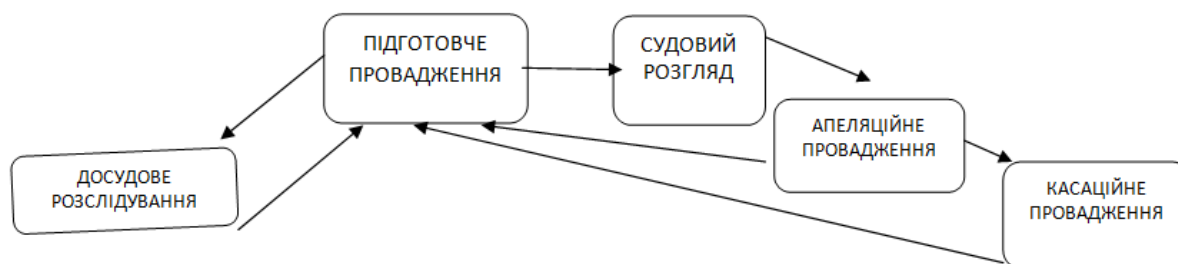 ПІДГОТОВЧЕ
ПРОВАДЖЕННЯ
СУДОВИЙ
РОЗГЛЯД
АПЕЛЯЦІЙНЕ
ПРОВАДЖЕННЯ
ДОСУДОВЕ
РОЗСЛІДУВАННЯ
КАСАЦІЙНЕ
ПРОВАДЖЕННЯ